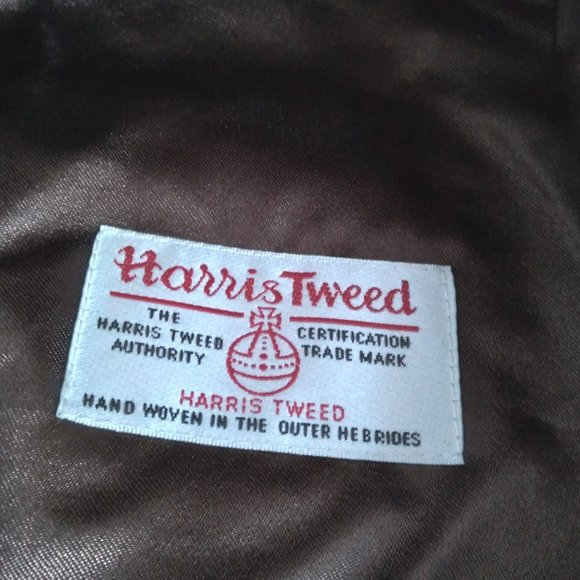 Harris Tweed
THE
HARRIS TWEED
AUTHORITY
CERTIFICATION
TRADE MARK
HARRIS TWEED
HAND WOVEN IN THE OUTER HEBRIDES